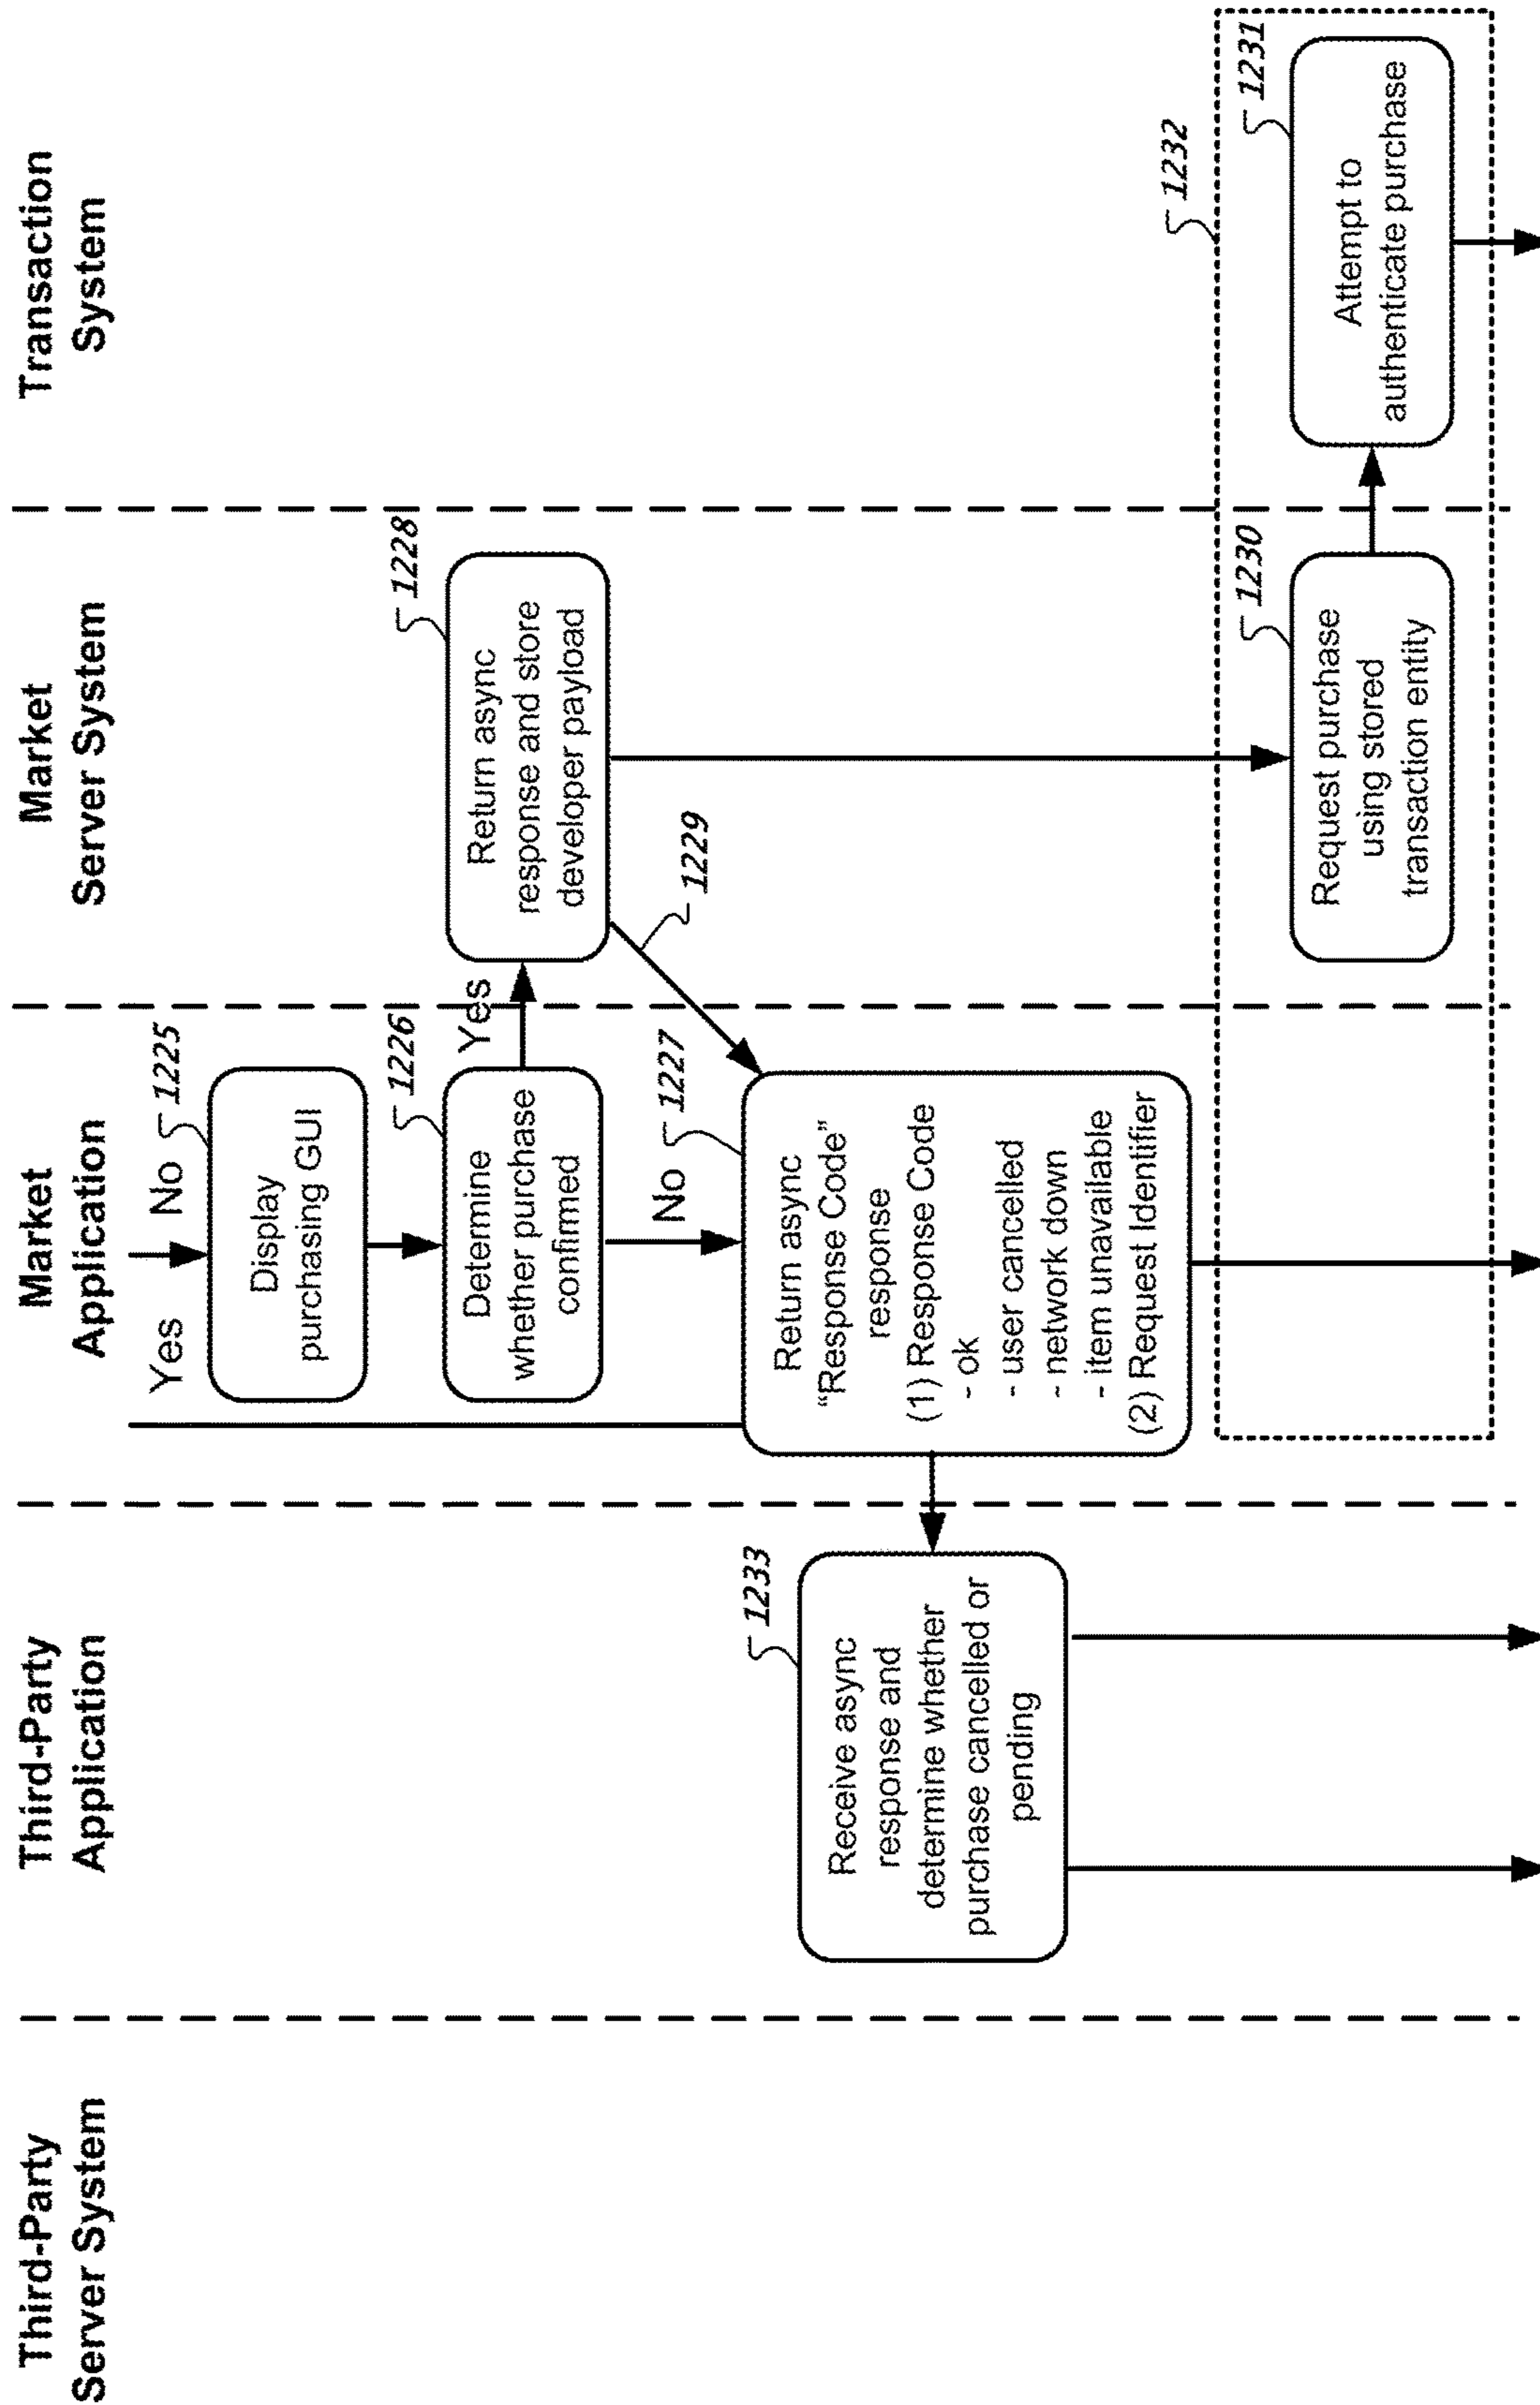 Third-Party
Server System
Third-Party
Application
Market
Application
Market
Server System
Transaction
System
Yes
No
1225
Display
purchasing GUI
1226
Determine
whether purchase
confirmed
Yes
1228
Return async
response and store
developer payload
No
1227
1229
Return async
“Response Code”
response
(1) Response Code
- ok
- user cancelled
- network down
- item unavailable
(2) Request Identifier
1233
Receive async
response and
determine whether
purchase cancelled or
pending
1232
1230
Request purchase
using stored
transaction entity
1231
Attempt to
authenticate purchase